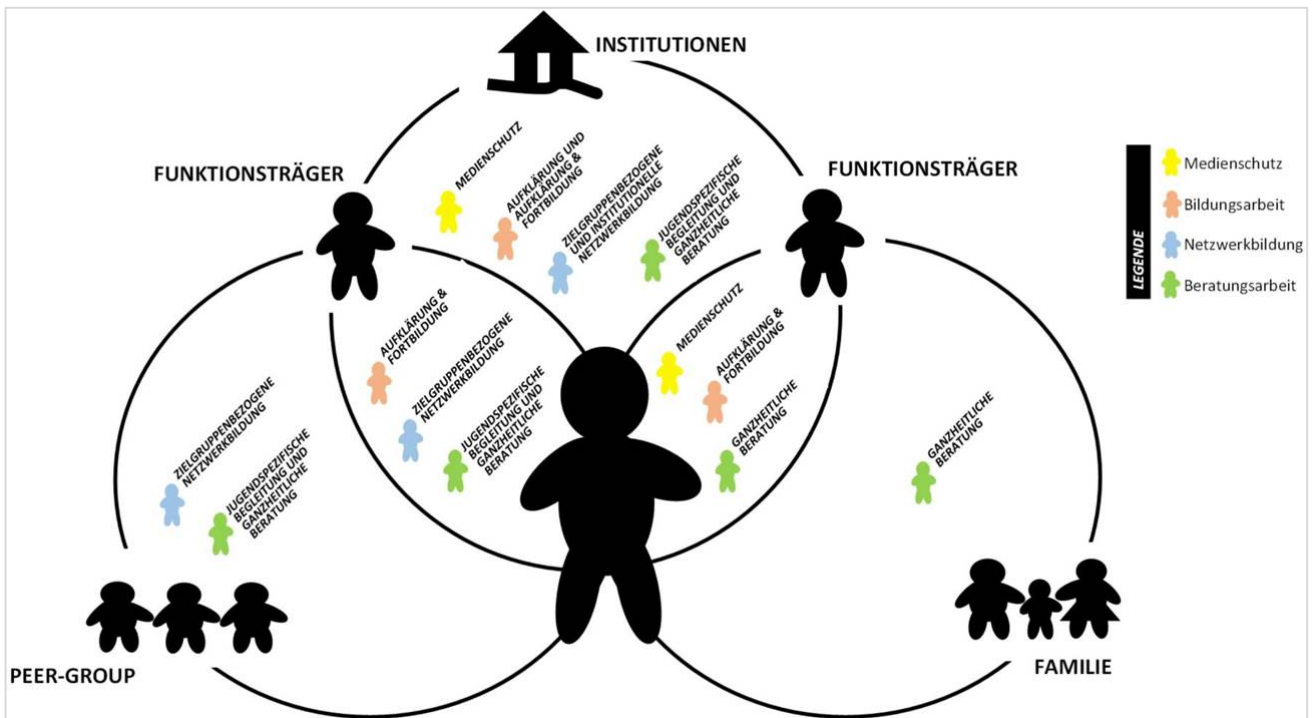 INSTITUTIONEN
FUNKTIONSTRÄGER
FUNKTIONSTRÄGER
MEDIENSCHUTZ
AUFKLÄRUNG UND
AUFKLÄRUNG &
FORTBILDUNG
ZIELGRUPPENBEZOGENE
UND INSTITUTIONELLE
NETZWERKBILDUNG
JUGENDSPEZIFISCHE
BEGLEITUNG UND
GANZHEITLICHE
BERATUNG
LEGENDE
Medienschutz
Bildungsarbeit
Netzwerkbildung
Beratungsarbeit
AUFKLÄRUNG &
FORTBILDUNG
ZIELGRUPPENBEZOGENE
NETZWERKBILDUNG
JUGENDSPEZIFISCHE
BEGLEITUNG UND
GANZHEITLICHE
BERATUNG
MEDIENSCHUTZ
AUFKLÄRUNG &
FORTBILDUNG
GANZHEITLICHE
BERATUNG
ZIELGRUPPENBEZOGENE
NETZWERKBILDUNG
JUGENDSPEZIFISCHE
BEGLEITUNG UND
GANZHEITLICHE
BERATUNG
GANZHEITLICHE
BERATUNG
PEER-GROUP
FAMILIE